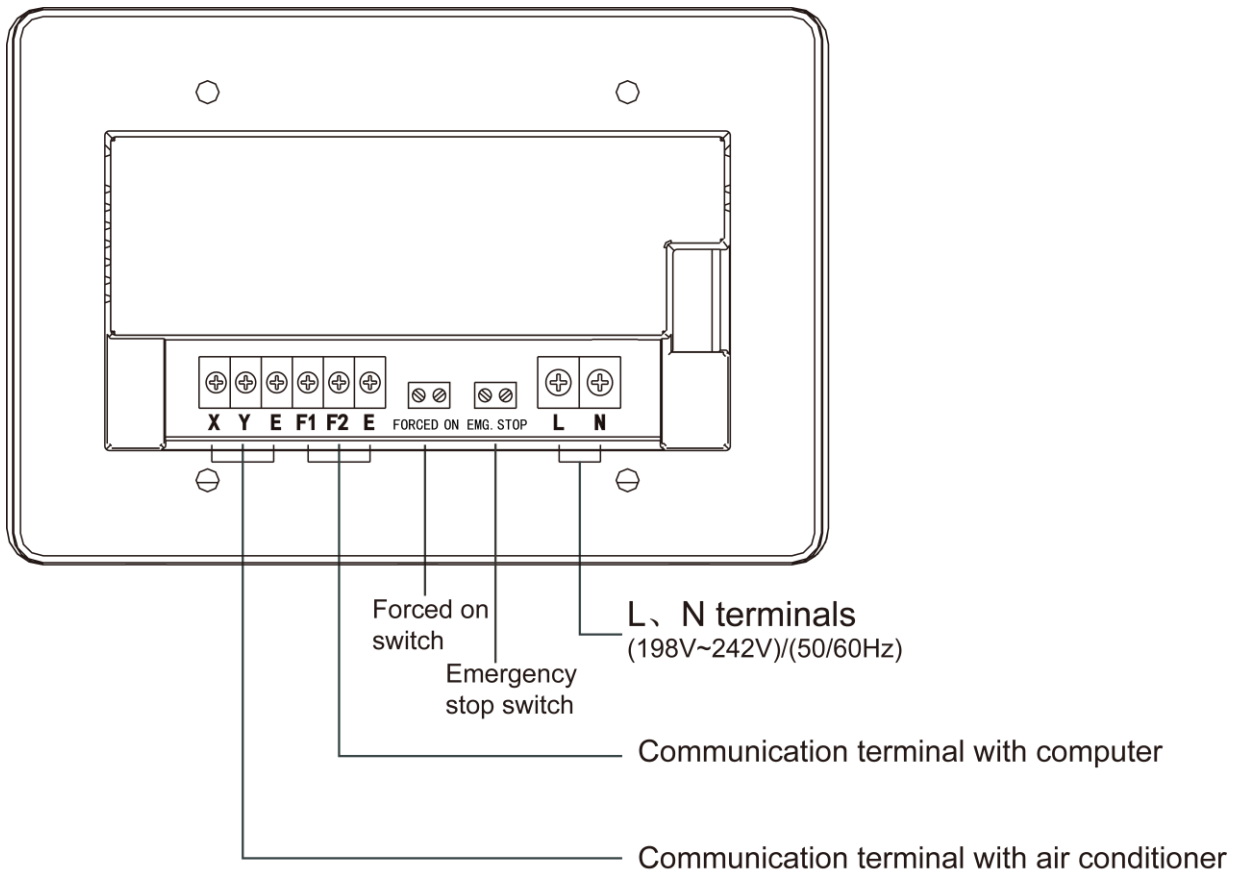 X Y E F1 F2 E FORCED ON EMG. STOP L N
Forced on
switch
Emergency
stop switch
L、N terminals
(198V~242V)/(50/60Hz)
Communication terminal with computer
Communication terminal with air conditioner